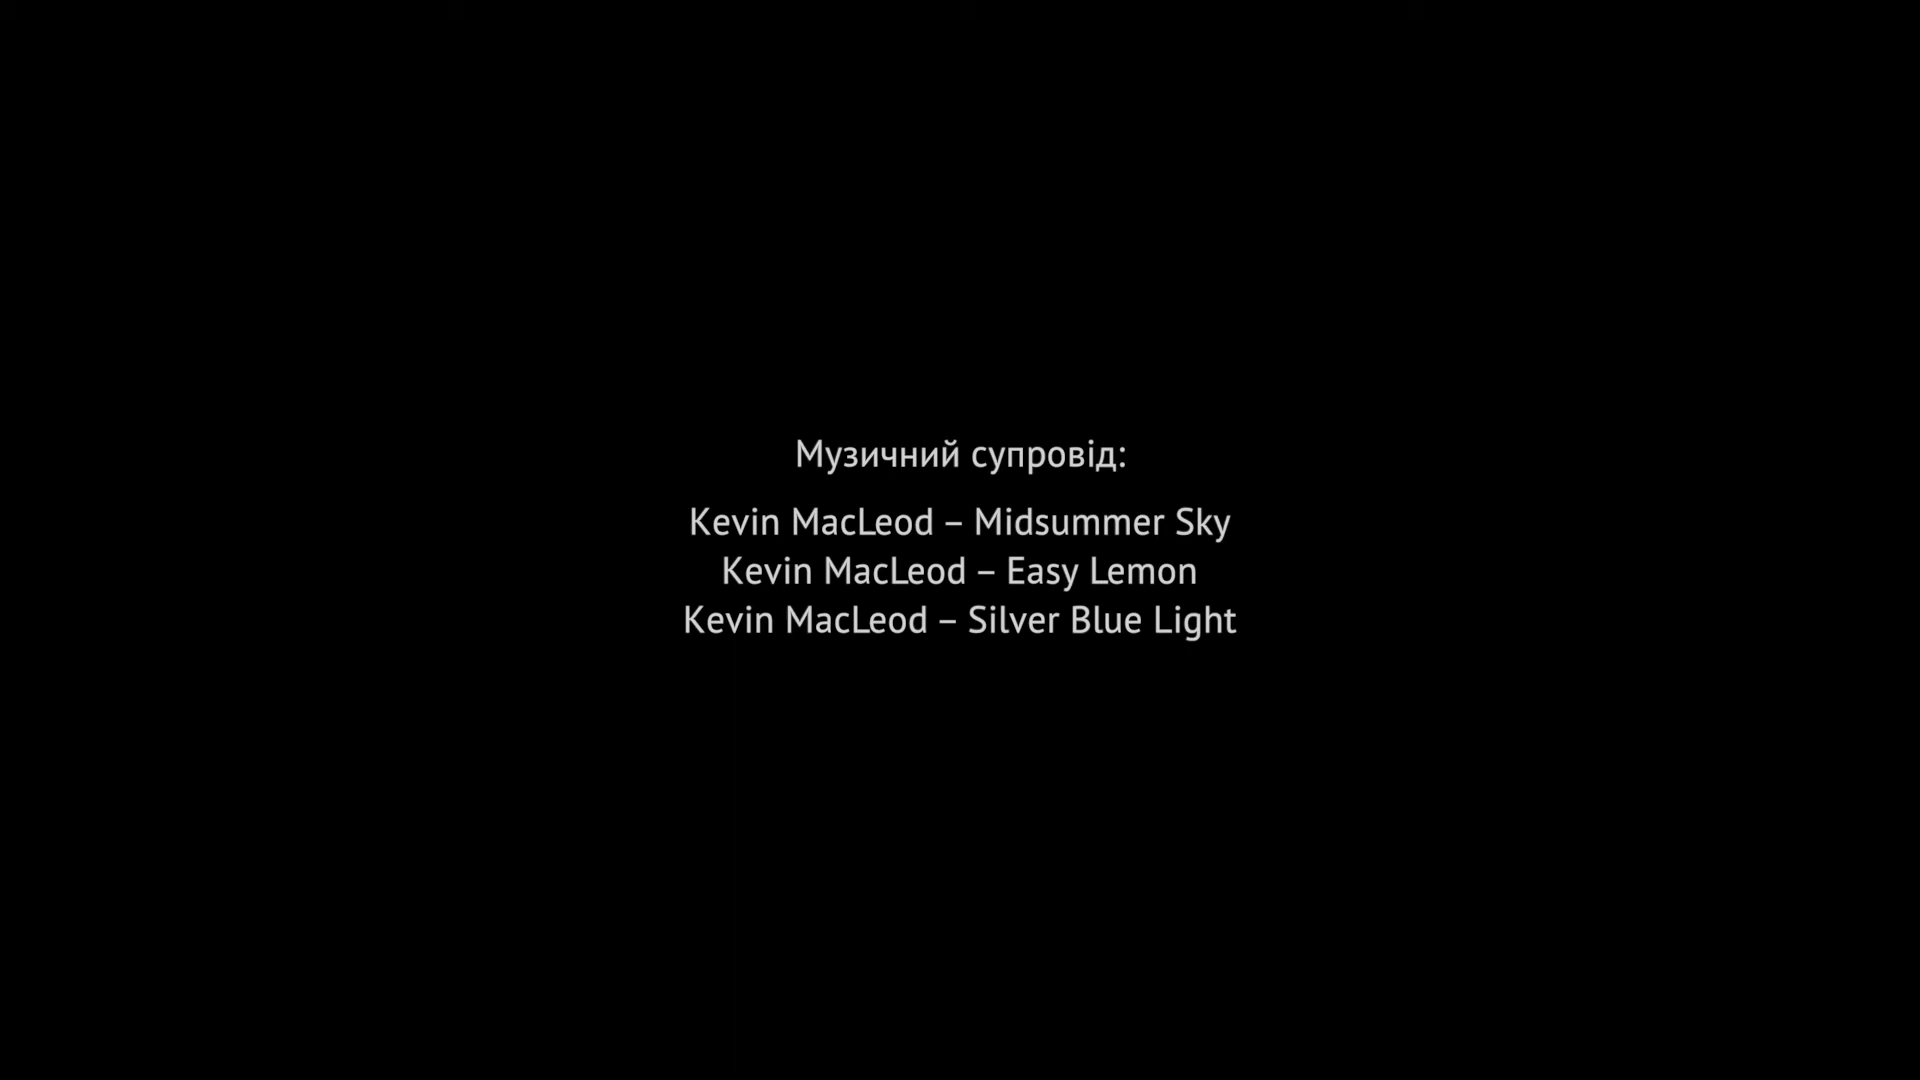 Музичний супровід:
Kevin MacLeod – Midsummer Sky
Kevin MacLeod – Easy Lemon
Kevin MacLeod – Silver Blue Light